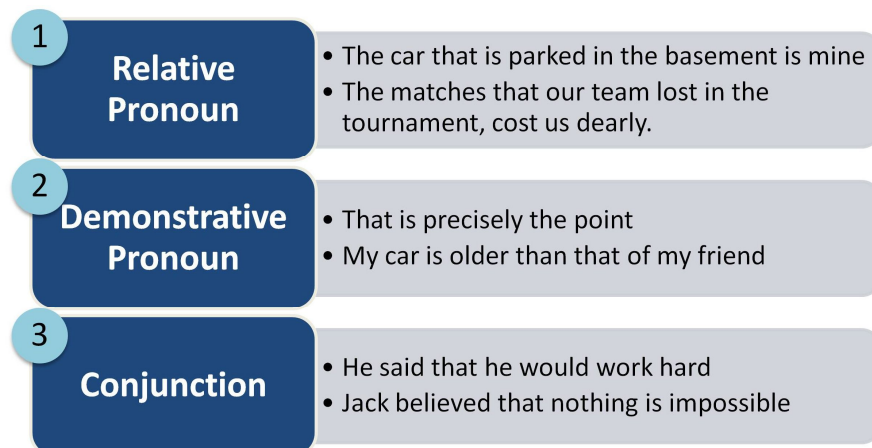 1
Relative
Pronoun
• The car that is parked in the basement is mine
• The matches that our team lost in the
tournament, cost us dearly.
2
Demonstrative
Pronoun
• That is precisely the point
• My car is older than that of my friend
3
Conjunction
• He said that he would work hard
• Jack believed that nothing is impossible